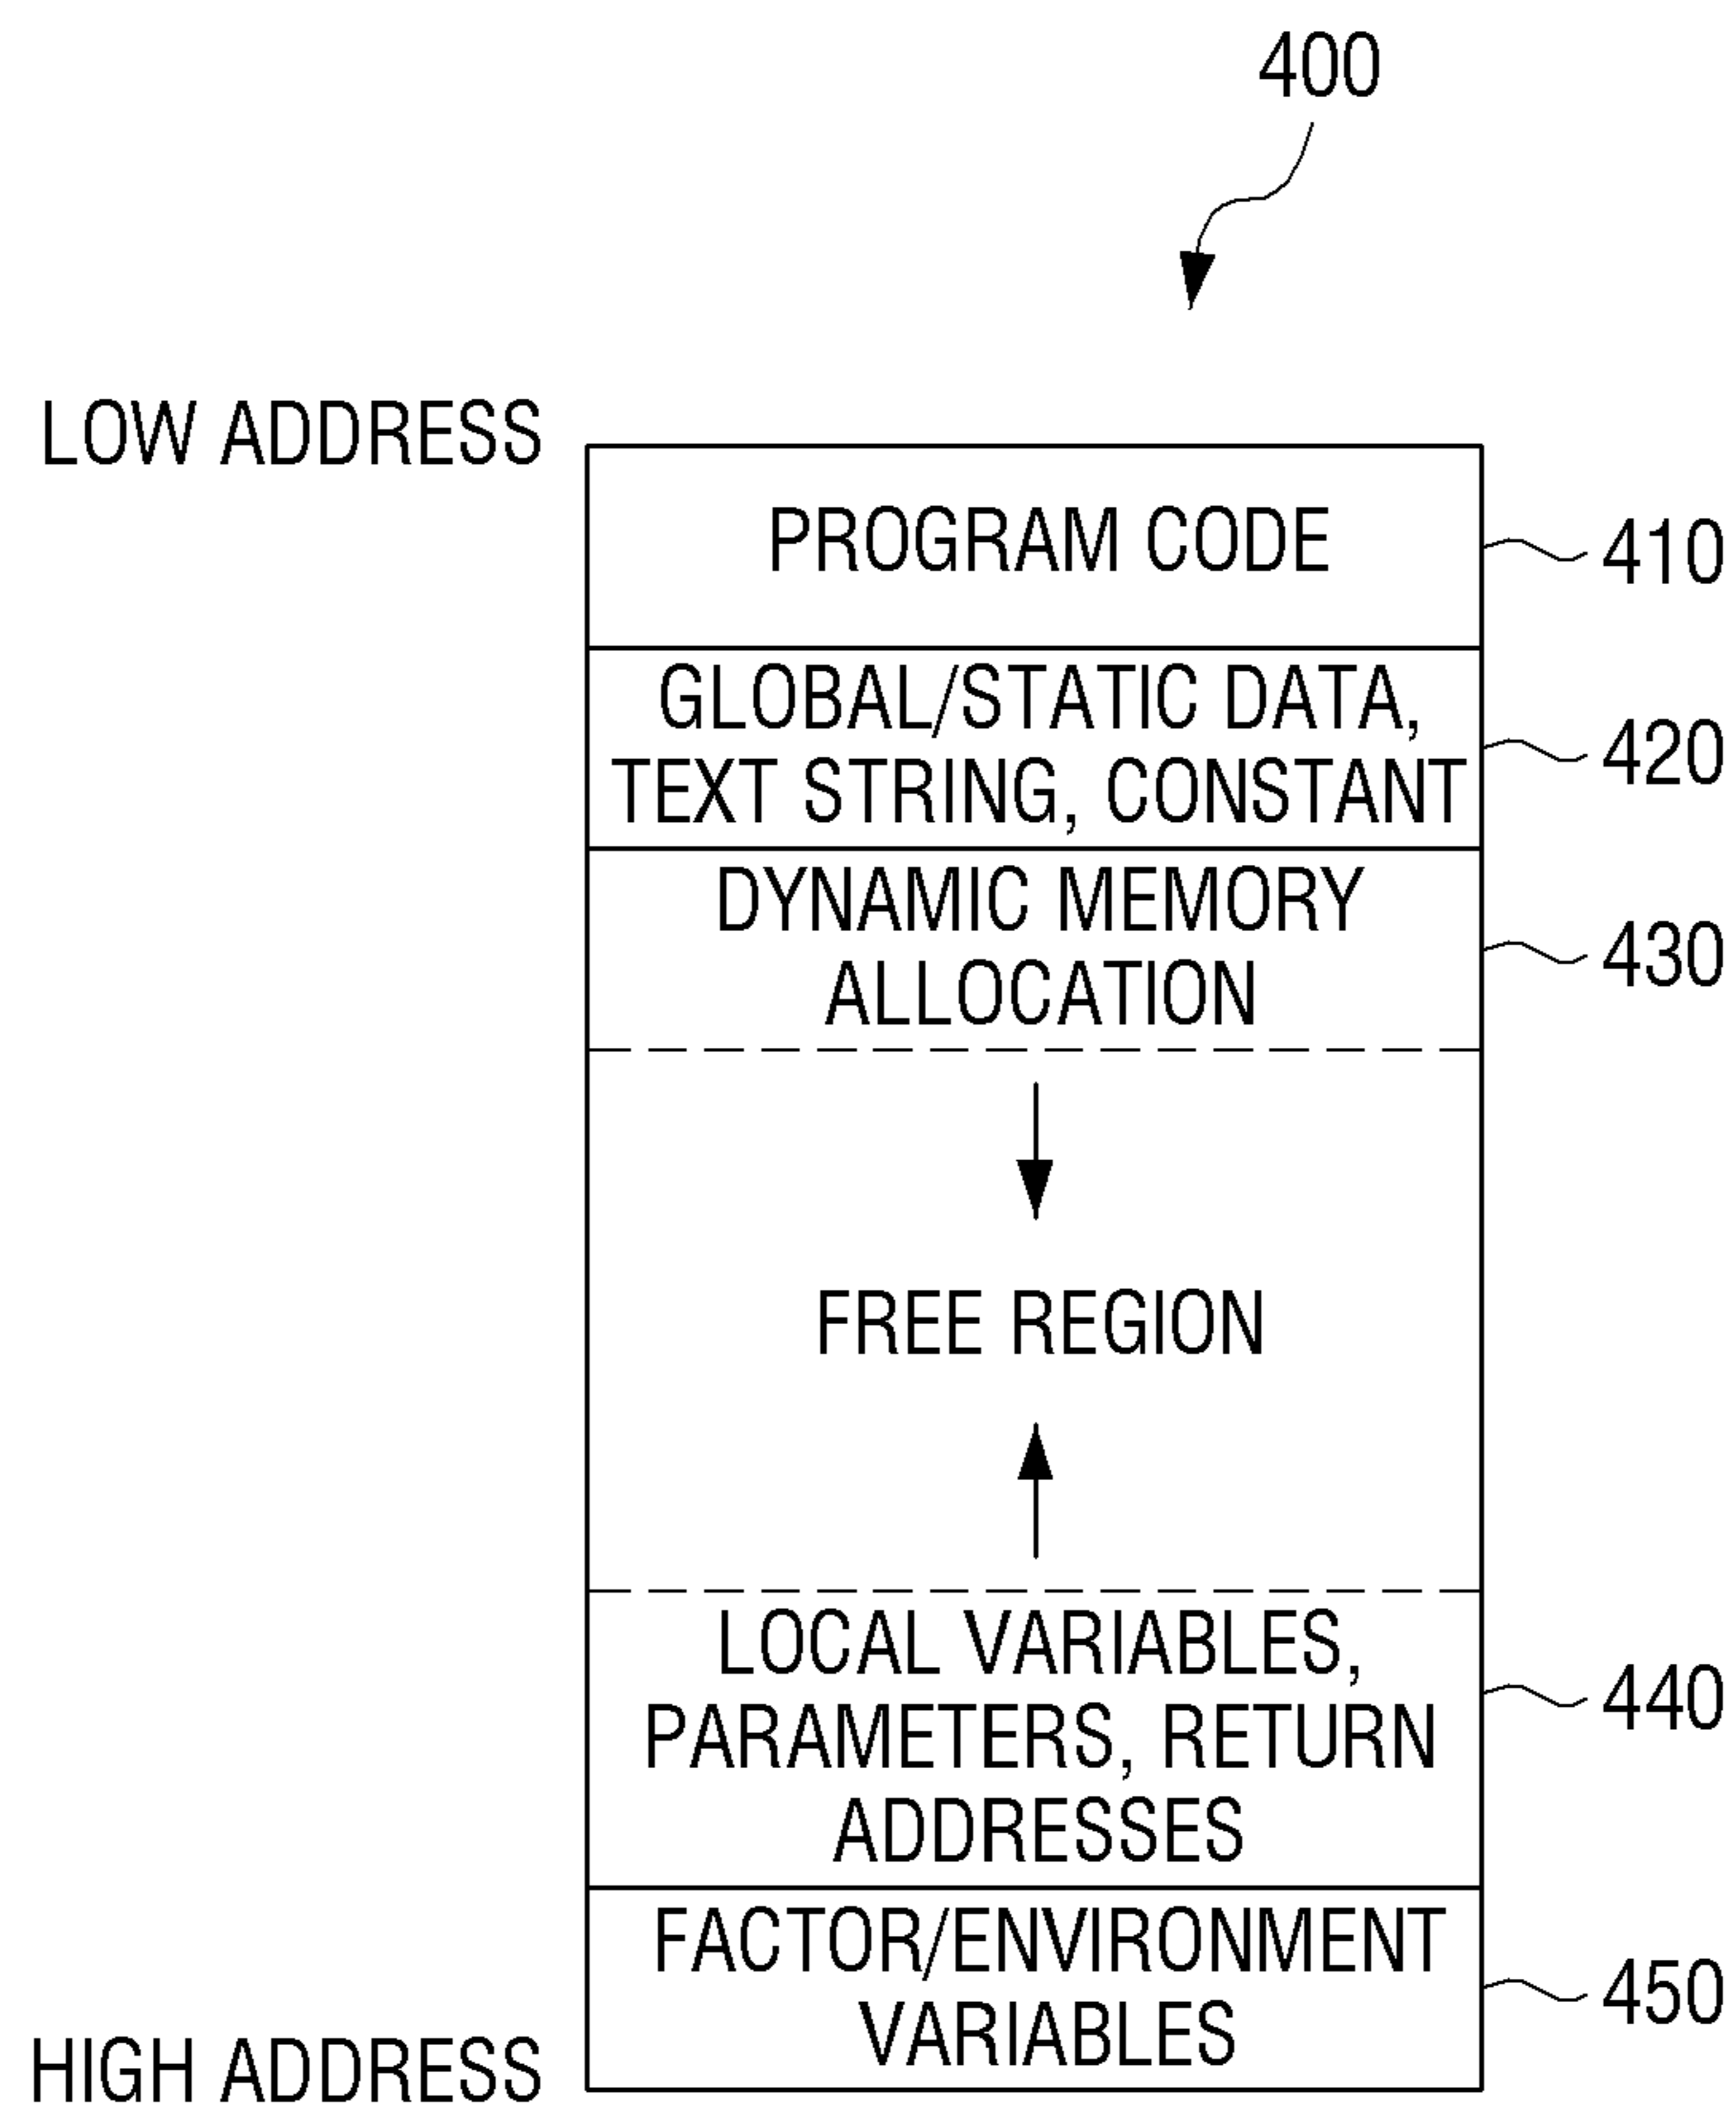 400
LOW ADDRESS
PROGRAM CODE
410
GLOBAL/STATIC DATA,
TEXT STRING, CONSTANT
420
DYNAMIC MEMORY
ALLOCATION
430
FREE REGION
LOCAL VARIABLES,
PARAMETERS, RETURN
ADDRESSES
440
FACTOR/ENVIRONMENT
VARIABLES
450
HIGH ADDRESS